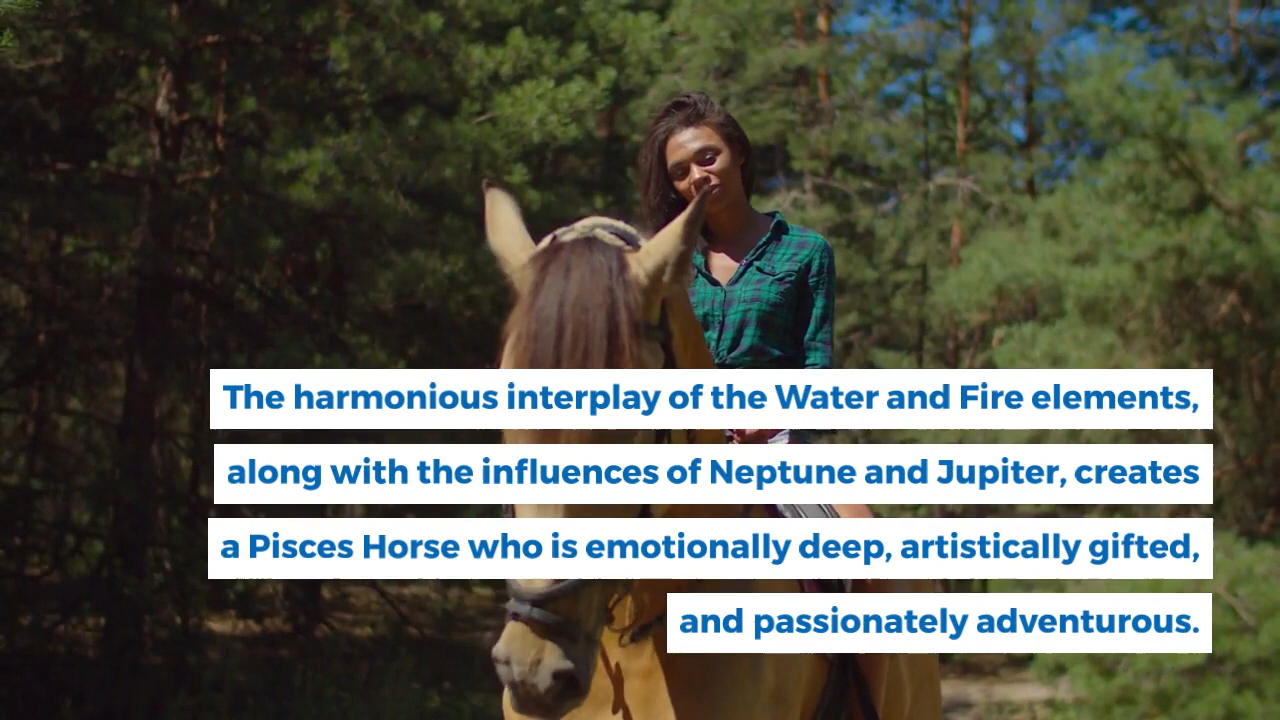 The harmonious interplay of the Water and Fire elements,
along with the influences of Neptune and Jupiter, creates
a Pisces Horse who is emotionally deep, artistically gifted,
and passionately adventurous.